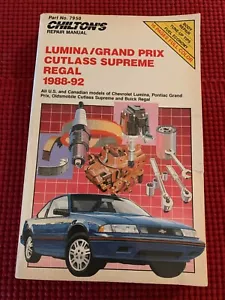 Part No. 7950
CHILTON'S
REPAIR MANUAL
LUMINA/GRAND PRIX
CUTLASS SUPREME
REGAL
1988-92
All U.S. and Canadian models of Chevrolet Lumina, Pontiac Grand
Prix, Oldsmobile Cutlass Supreme and Buick Regal